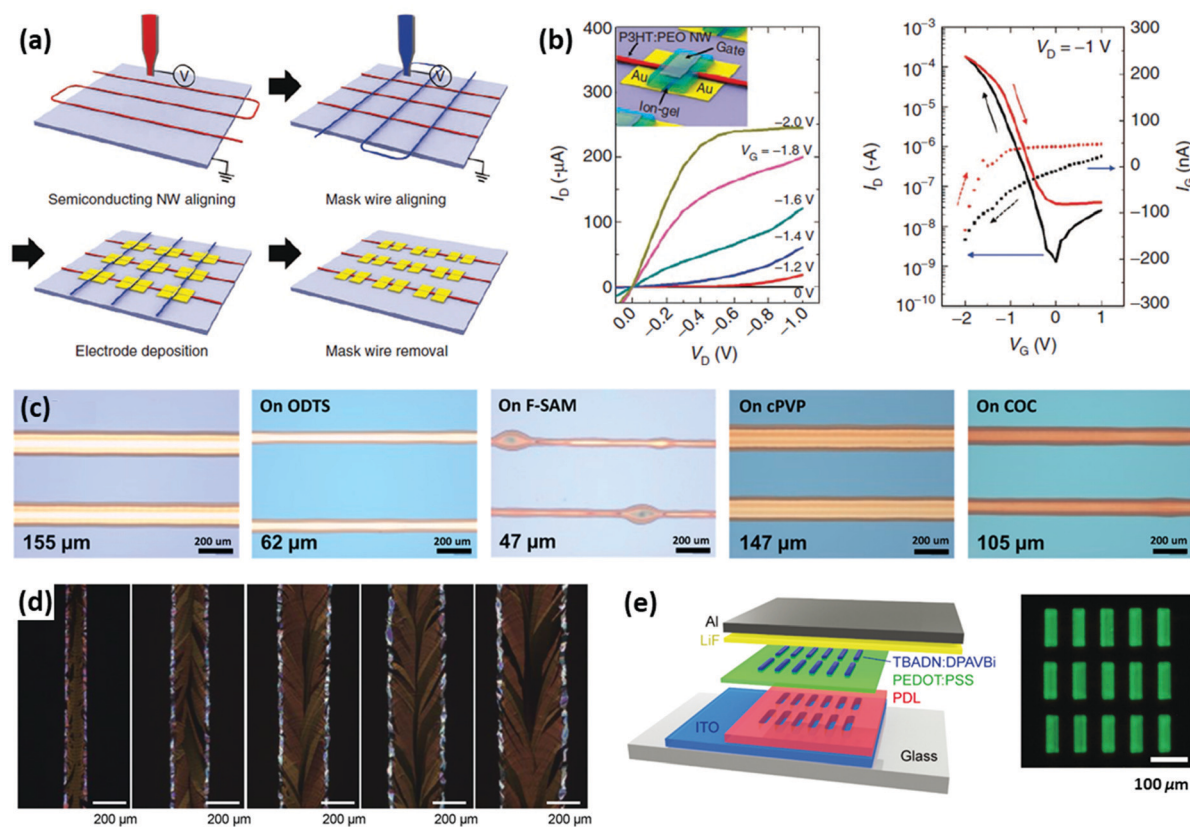 (a)
V
V
Semiconducting NW aligning
Mask wire aligning
Electrode deposition
Mask wire removal
(b)
400
300
200
100
0
I_D (-µA)
P3HT:PEO NW
Gate
Au
Au
Ion-gel
−2.0 V
V_G = −1.8 V
−1.6 V
−1.4 V
−1.2 V
0 V
0.0
−0.2
−0.4
−0.6
−0.8
−1.0
V_D (V)
10⁻³
10⁻⁴
10⁻⁵
10⁻⁶
10⁻⁷
10⁻⁸
10⁻⁹
10⁻¹⁰
I_D (-A)
V_D = −1 V
300
200
100
0
−100
−200
−300
I_G (nA)
−2
−1
0
1
V_G (V)
(c)
155 µm
200 um
On ODTS
62 µm
200 um
On F-SAM
47 µm
200 um
On cPVP
147 µm
200 um
On COC
105 µm
200 um
(d)
200 µm
200 µm
200 µm
200 µm
200 µm
(e)
Al
LiF
TBADN:DPAVBi
PEDOT:PSS
PDL
ITO
Glass
100 µm